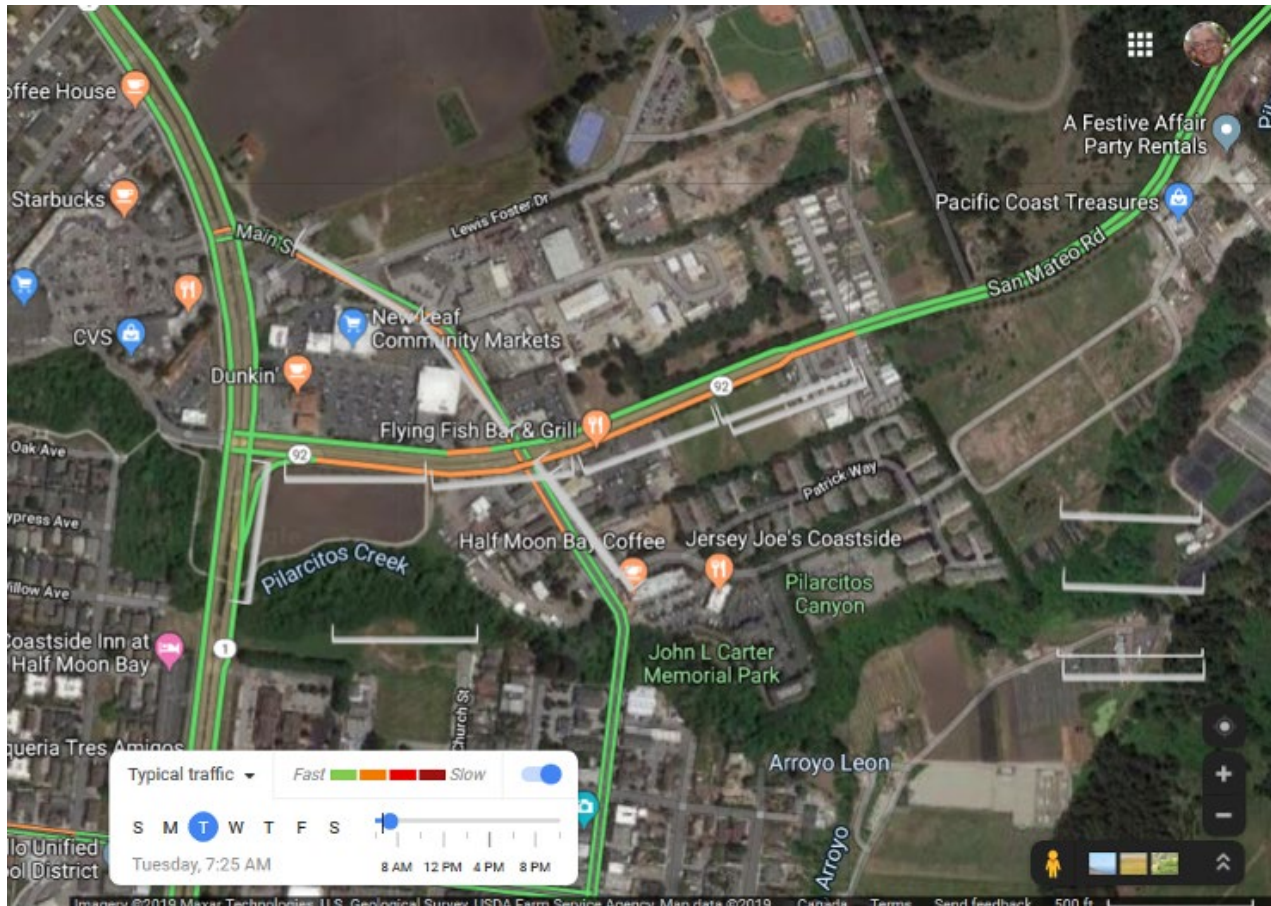 1
offee House
Starbucks
Main St
Lewis Foster Dr
A Festive Affair
Party Rentals
Pacific Coast Treasures
San Mateo Rd
CVS
New Leaf
Community Markets
Dunkin'
92
Flying Fish Bar & Grill
Oak Ave
92
Patrick Way
ypress Ave
Half Moon Bay Coffee
Jersey Joe's Coastside
Pilarcitos Creek
Pilarcitos
Canyon
Willow Ave
Coastside Inn at
Half Moon Bay
1
John L Carter
Memorial Park
Church St
queria Tres Amigos
Arroyo Leon
Typical traffic
Fast
Slow
S M T W T F S
8 AM 12 PM 4 PM 8 PM
Tuesday, 7:25 AM
llo Unified
ool District
Arroyo
Imagery ©2019 Maxar Technologies, U.S. Geological Survey, USDA Farm Service Agency, Map data ©2019 Canada Terms Send feedback 500 ft